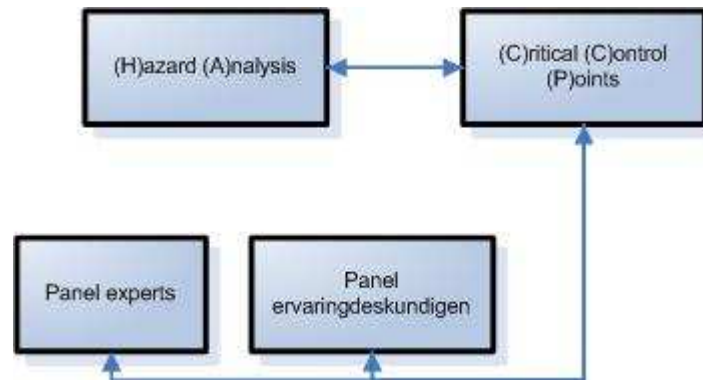 (H)azard (A)nalysis
(C)ritical (C)ontrol
(P)oints
Panel experts
Panel
ervaringdeskundigen